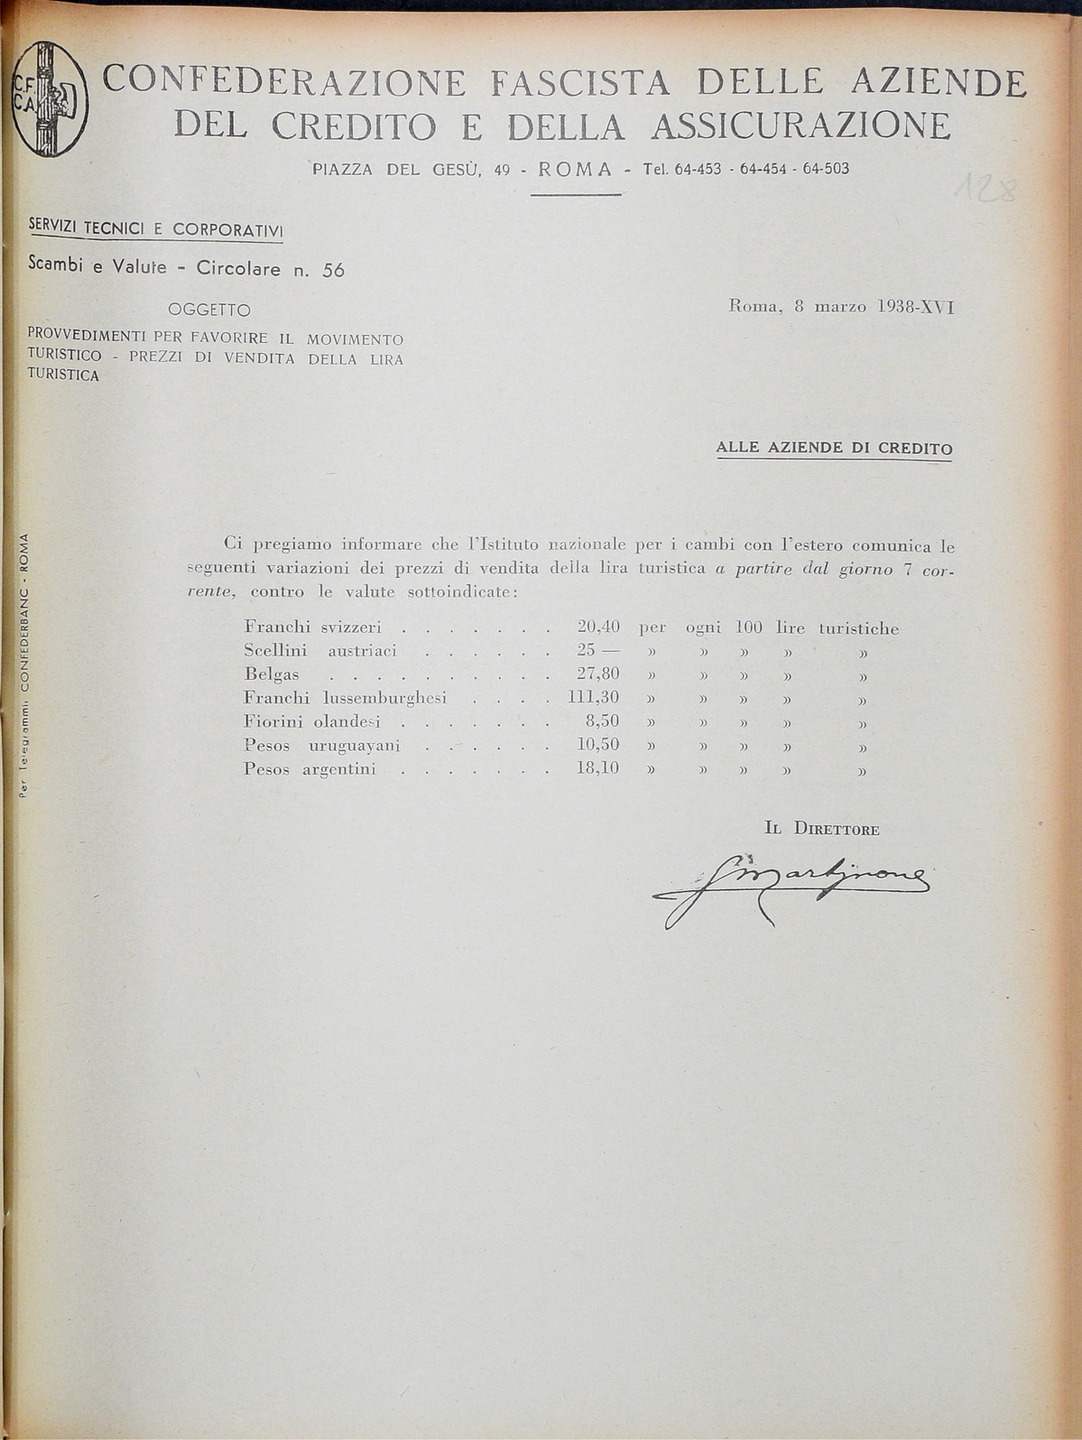 C.F.
C.A.
CONFEDERAZIONE FASCISTA DELLE AZIENDE
DEL CREDITO E DELLA ASSICURAZIONE
PIAZZA DEL GESÙ, 49 - ROMA - Tel. 64-453 - 64-454 - 64-503
128
SERVIZI TECNICI E CORPORATIVI
Scambi e Valute - Circolare n. 56
OGGETTO
Roma, 8 marzo 1938-XVI
PROVVEDIMENTI PER FAVORIRE IL MOVIMENTO
TURISTICO - PREZZI DI VENDITA DELLA LIRA
TURISTICA
ALLE AZIENDE DI CREDITO
Ci pregiamo informare che l'Istituto nazionale per i cambi con l'estero comunica le
seguenti variazioni dei prezzi di vendita della lira turistica a partire dal giorno 7 cor-
rente, contro le valute sottoindicate:
Franchi svizzeri . . . . . . . 20,40 per ogni 100 lire turistiche
Scellini austriaci . . . . . . 25 — » » » » »
Belgas . . . . . . . . . . 27,80 » » » » »
Franchi lussemburghesi . . . . 111,30 » » » » »
Fiorini olandesi . . . . . . . 8,50 » » » » »
Pesos uruguayani . . . . . . 10,50 » » » » »
Pesos argentini . . . . . . . 18,10 » » » » »
IL DIRETTORE
G Martinone
Per Telegrammi: CONFEDERBANC - ROMA